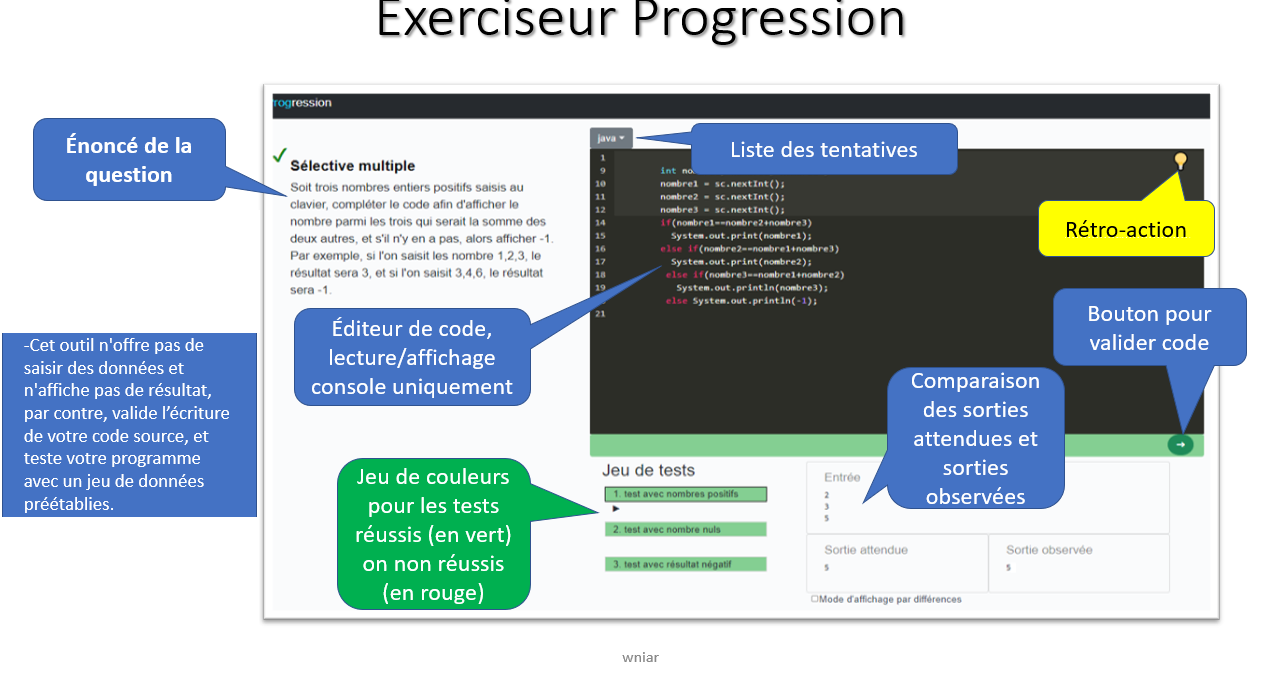 Exerciseur Progression
rogression
Énoncé de la
question
Sélective multiple
Soit trois nombres entiers positifs saisis au
clavier, compléter le code afin d'afficher le
nombre parmi les trois qui serait la somme des
deux autres, et s'il n'y en a pas, alors afficher -1.
Par exemple, si l'on saisit les nombre 1,2,3, le
résultat sera 3, et si l'on saisit 3,4,6, le résultat
sera -1.
java
Liste des tentatives
1
9 int no
10 nombre1 = sc.nextInt();
11 nombre2 = sc.nextInt();
12 nombre3 = sc.nextInt();
14 if(nombre1==nombre2+nombre3)
15 System.out.print(nombre1);
16 else if(nombre2==nombre1+nombre3)
17 System.out.print(nombre2);
18 else if(nombre3==nombre1+nombre2)
19 System.out.println(nombre3);
else System.out.println(-1);
21
Rétro-action
Bouton pour
valider code
Éditeur de code,
lecture/affichage
console uniquement
-Cet outil n'offre pas de
saisir des données et
n'affiche pas de résultat,
par contre, valide l'écriture
de votre code source, et
teste votre programme
avec un jeu de données
préétablies.
Comparaison
des sorties
attendues et
sorties
observées
Jeu de couleurs
pour les tests
réussis (en vert)
on non réussis
(en rouge)
Jeu de tests
1. test avec nombres positifs
2. test avec nombre nuls
3. test avec résultat négatif
Entrée
2
3
5
Sortie attendue
5
Sortie observée
5
Mode d'affichage par différences
wniar